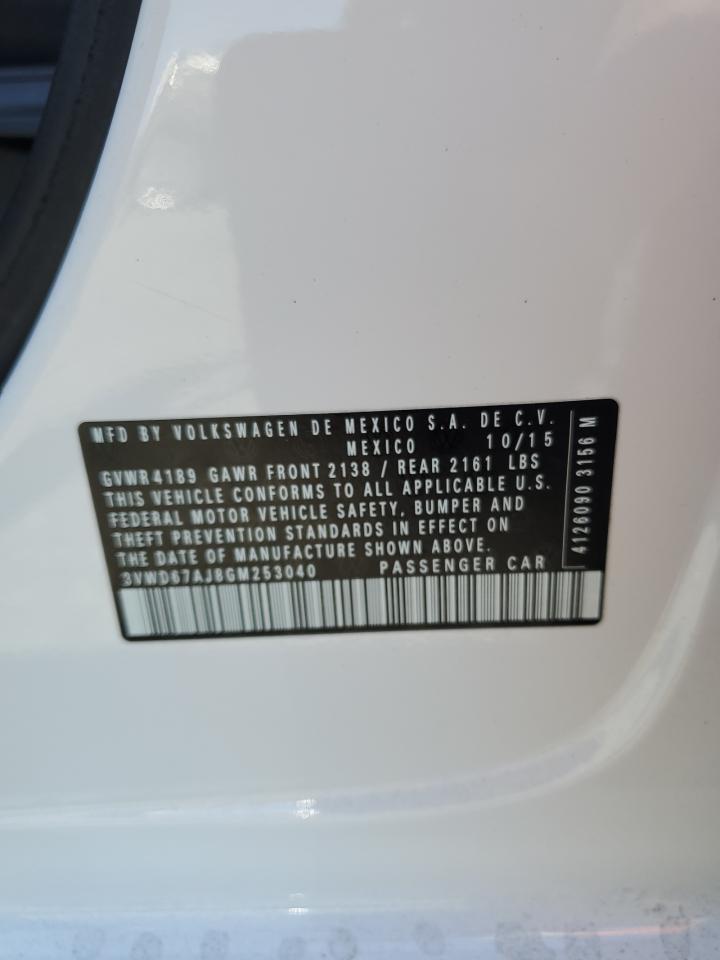 MFD BY VOLKSWAGEN DE MEXICO S.A. DE C.V.
MEXICO 10/15
GVWR 4189 GAWR FRONT 2138 / REAR 2161 LBS
THIS VEHICLE CONFORMS TO ALL APPLICABLE U.S.
FEDERAL MOTOR VEHICLE SAFETY, BUMPER AND
THEFT PREVENTION STANDARDS IN EFFECT ON
THE DATE OF MANUFACTURE SHOWN ABOVE.
3VWD67AJ8GM253040 PASSENGER CAR
4126090 3156 M